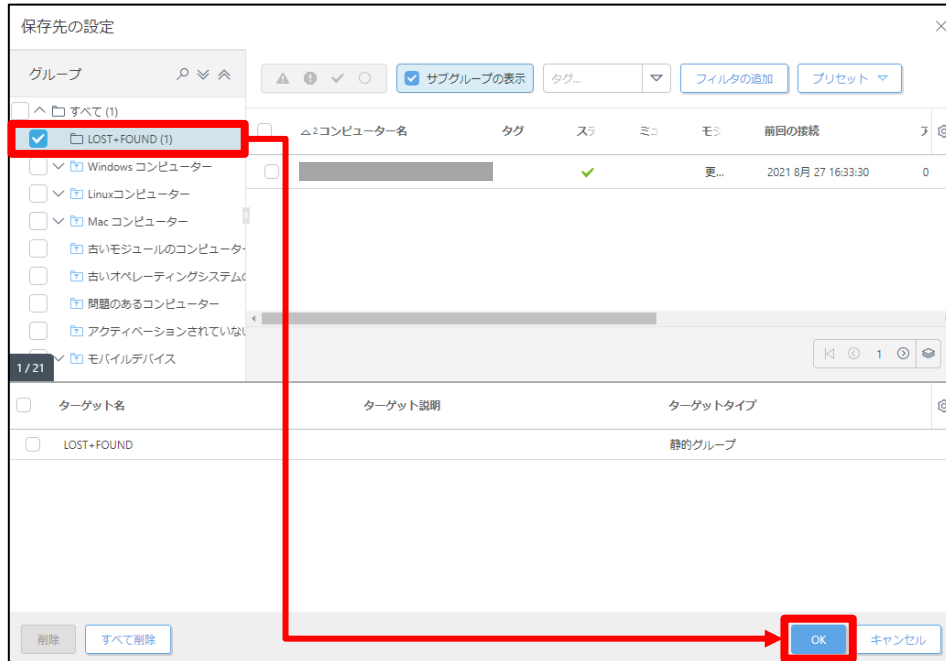 保存先の設定
グループ
サブグループの表示
タグ...
フィルタの追加
プリセット
すべて (1)
LOST+FOUND (1)
Windows コンピューター
Linuxコンピューター
Mac コンピューター
古いモジュールのコンピューター
古いオペレーティングシステムの
問題のあるコンピューター
アクティベーションされていない
モバイルデバイス
1 / 21
2 コンピューター名 タグ ステ ミュ モシ 前回の接続 ア
更... 2021 8月 27 16:33:30 0
1
ターゲット名 ターゲット説明 ターゲットタイプ
LOST+FOUND 静的グループ
削除 すべて削除 OK キャンセル